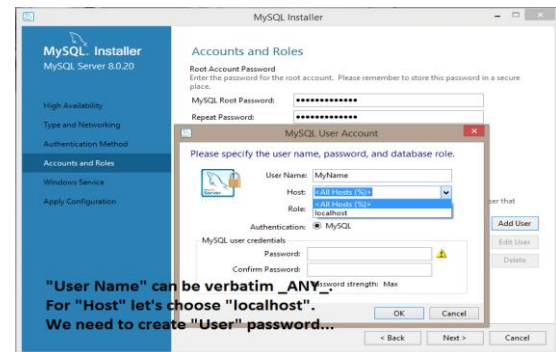 MySQL Installer
MySQL. Installer
MySQL Server 8.0.20
High Availability
Type and Networking
Authentication Method
Accounts and Roles
Windows Service
Apply Configuration
Accounts and Roles
Root Account Password
Enter the password for the root account. Please remember to store this password in a secure
place.
MySQL Root Password:
Repeat Password:
MySQL User Account
Please specify the user name, password, and database role.
Server
User Name: MyName
Host: <All Hosts (%)>
<All Hosts (%)>
localhost
Role:
Authentication: MySQL
MySQL user credentials
Password:
Confirm Password:
Password strength: Max
OK Cancel
ser that
Add User
Edit User
Delete
"User Name" can be verbatim _ANY_.
For "Host" let's choose "localhost".
We need to create "User" password...
< Back Next > Cancel